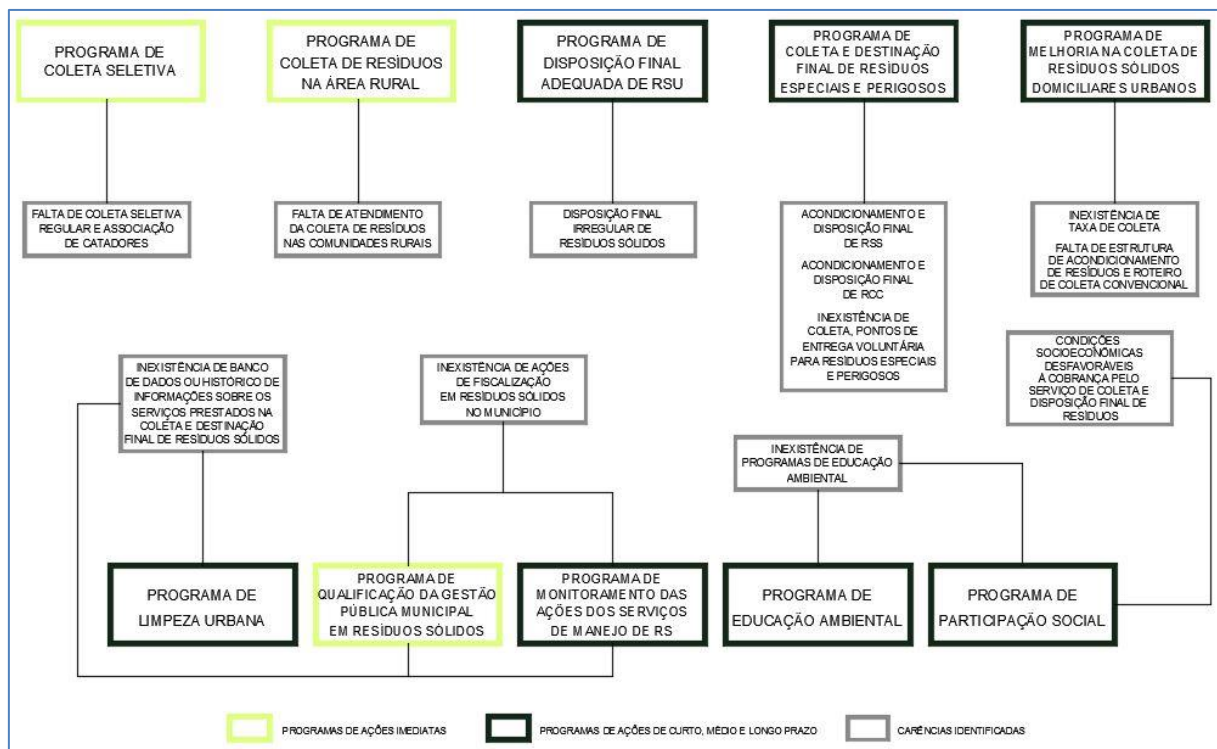 PROGRAMA DE
COLETA SELETIVA
PROGRAMA DE
COLETA DE RESÍDUOS
NA ÁREA RURAL
PROGRAMA DE
DISPOSIÇÃO FINAL
ADEQUADA DE RSU
PROGRAMA DE
COLETA E DESTINAÇÃO
FINAL DE RESÍDUOS
ESPECIAIS E PERIGOSOS
PROGRAMA DE
MELHORIA NA COLETA DE
RESÍDUOS SÓLIDOS
DOMICILIARES URBANOS
FALTA DE COLETA SELETIVA
REGULAR E ASSOCIAÇÃO
DE CATADORES
FALTA DE ATENDIMENTO
DA COLETA DE RESÍDUOS
NAS COMUNIDADES RURAIS
DISPOSIÇÃO FINAL
IRREGULAR DE
RESÍDUOS SÓLIDOS
ACONDICIONAMENTO E
DISPOSIÇÃO FINAL
DE RSS
ACONDICIONAMENTO E
DISPOSIÇÃO FINAL
DE RCC
INEXISTÊNCIA DE
COLETA, PONTOS DE
ENTREGA VOLUNTÁRIA
PARA RESÍDUOS ESPECIAIS
E PERIGOSOS
INEXISTÊNCIA DE
TAXA DE COLETA
FALTA DE ESTRUTURA
DE ACONDICIONAMENTO
DE RESÍDUOS E ROTEIRO
DE COLETA CONVENCIONAL
INEXISTÊNCIA DE BANCO
DE DADOS OU HISTÓRICO DE
INFORMAÇÕES SOBRE OS
SERVIÇOS PRESTADOS NA
COLETA E DESTINAÇÃO
FINAL DE RESÍDUOS SÓLIDOS
INEXISTÊNCIA DE AÇÕES
DE FISCALIZAÇÃO
EM RESÍDUOS SÓLIDOS
NO MUNICÍPIO
CONDIÇÕES
SOCIOECONÔMICAS
DESFAVORÁVEIS
À COBRANÇA PELO
SERVIÇO DE COLETA E
DISPOSIÇÃO FINAL DE
RESÍDUOS
INEXISTÊNCIA DE
PROGRAMAS DE EDUCAÇÃO
AMBIENTAL
PROGRAMA DE
LIMPEZA URBANA
PROGRAMA DE
QUALIFICAÇÃO DA GESTÃO
PÚBLICA MUNICIPAL
EM RESÍDUOS SÓLIDOS
PROGRAMA DE
MONITORAMENTO DAS
AÇÕES DOS SERVIÇOS
DE MANEJO DE RS
PROGRAMA DE
EDUCAÇÃO AMBIENTAL
PROGRAMA DE
PARTICIPAÇÃO SOCIAL
PROGRAMAS DE AÇÕES IMEDIATAS
PROGRAMAS DE AÇÕES DE CURTO, MÉDIO E LONGO PRAZO
CARÊNCIAS IDENTIFICADAS